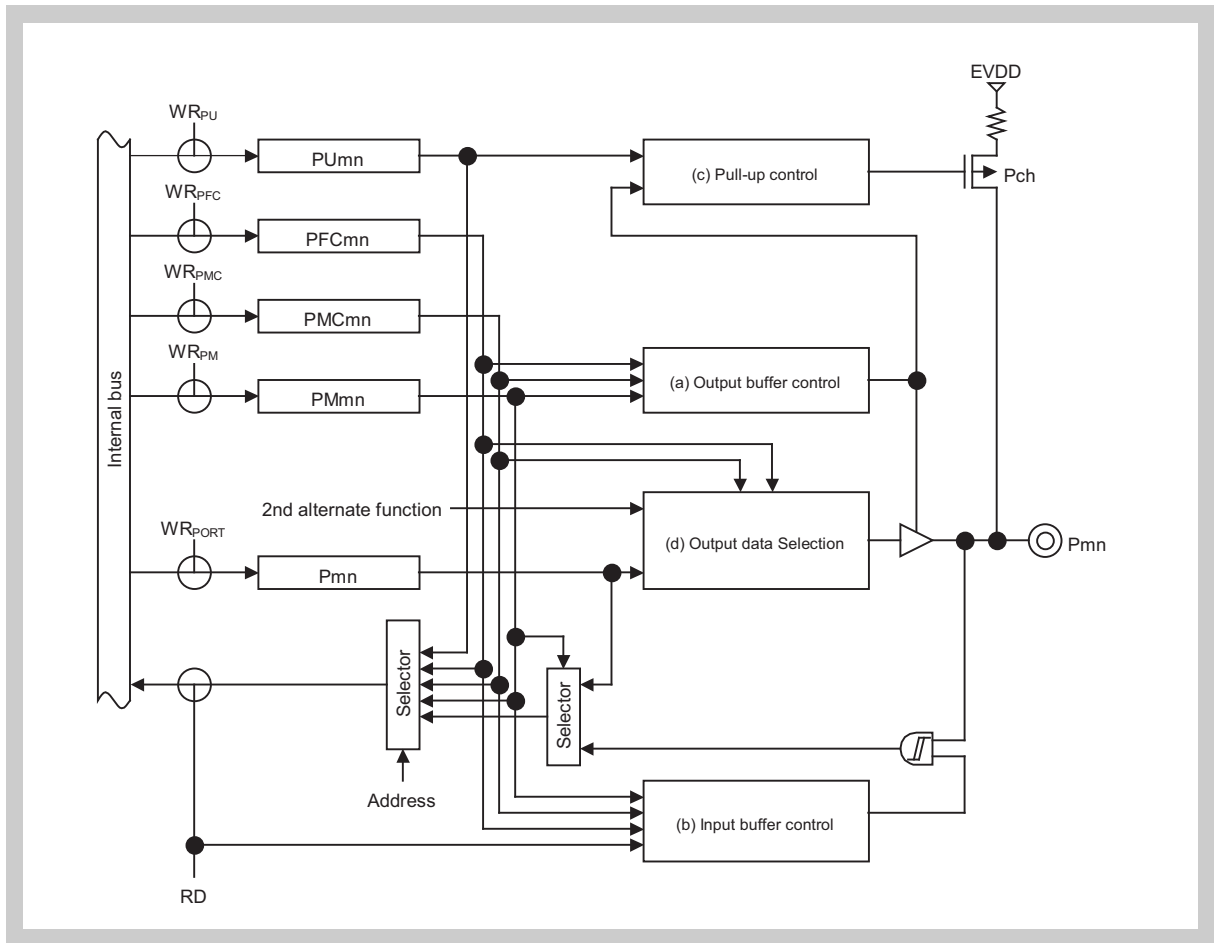 EVDD
WRPU
PUmn
(c) Pull-up control
Pch
WRPFC
PFCmn
WRPMC
PMCmn
WRPM
PMmn
(a) Output buffer control
Internal bus
2nd alternate function
(d) Output data Selection
WRPORT
Pmn
Pmn
Selector
Selector
Address
(b) Input buffer control
RD